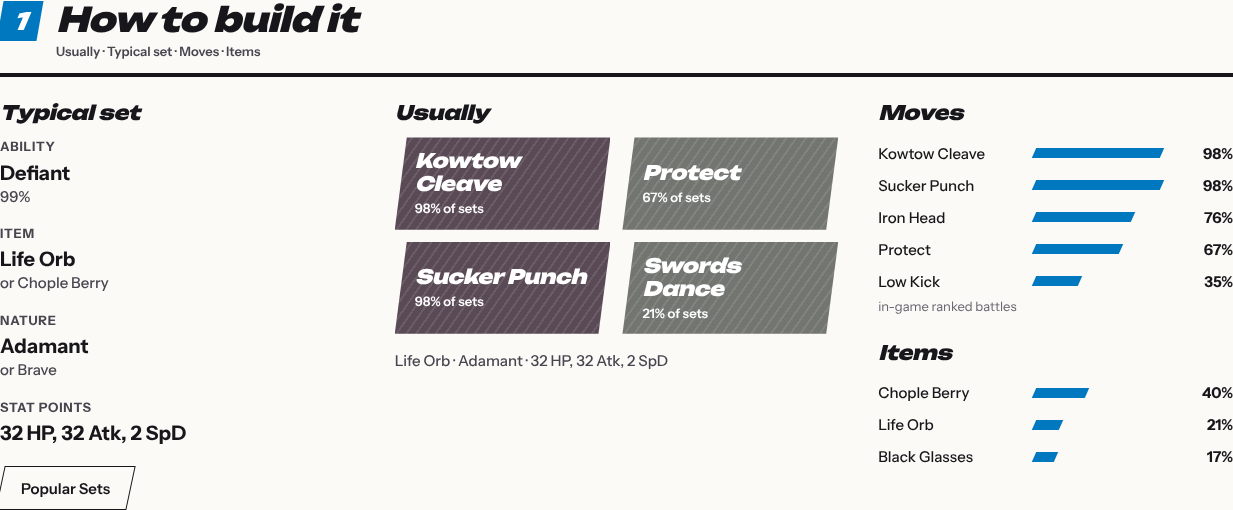 1
How to build it
Usually · Typical set · Moves · Items
Typical set
ABILITY
Defiant
99%
ITEM
Life Orb
or Chople Berry
NATURE
Adamant
or Brave
STAT POINTS
32 HP, 32 Atk, 2 SpD
Popular Sets
Usually
Kowtow
Cleave
98% of sets
Protect
67% of sets
Sucker Punch
98% of sets
Swords
Dance
21% of sets
Life Orb · Adamant · 32 HP, 32 Atk, 2 SpD
Moves
Kowtow Cleave 98%
Sucker Punch 98%
Iron Head 76%
Protect 67%
Low Kick 35%
in-game ranked battles
Items
Chople Berry 40%
Life Orb 21%
Black Glasses 17%